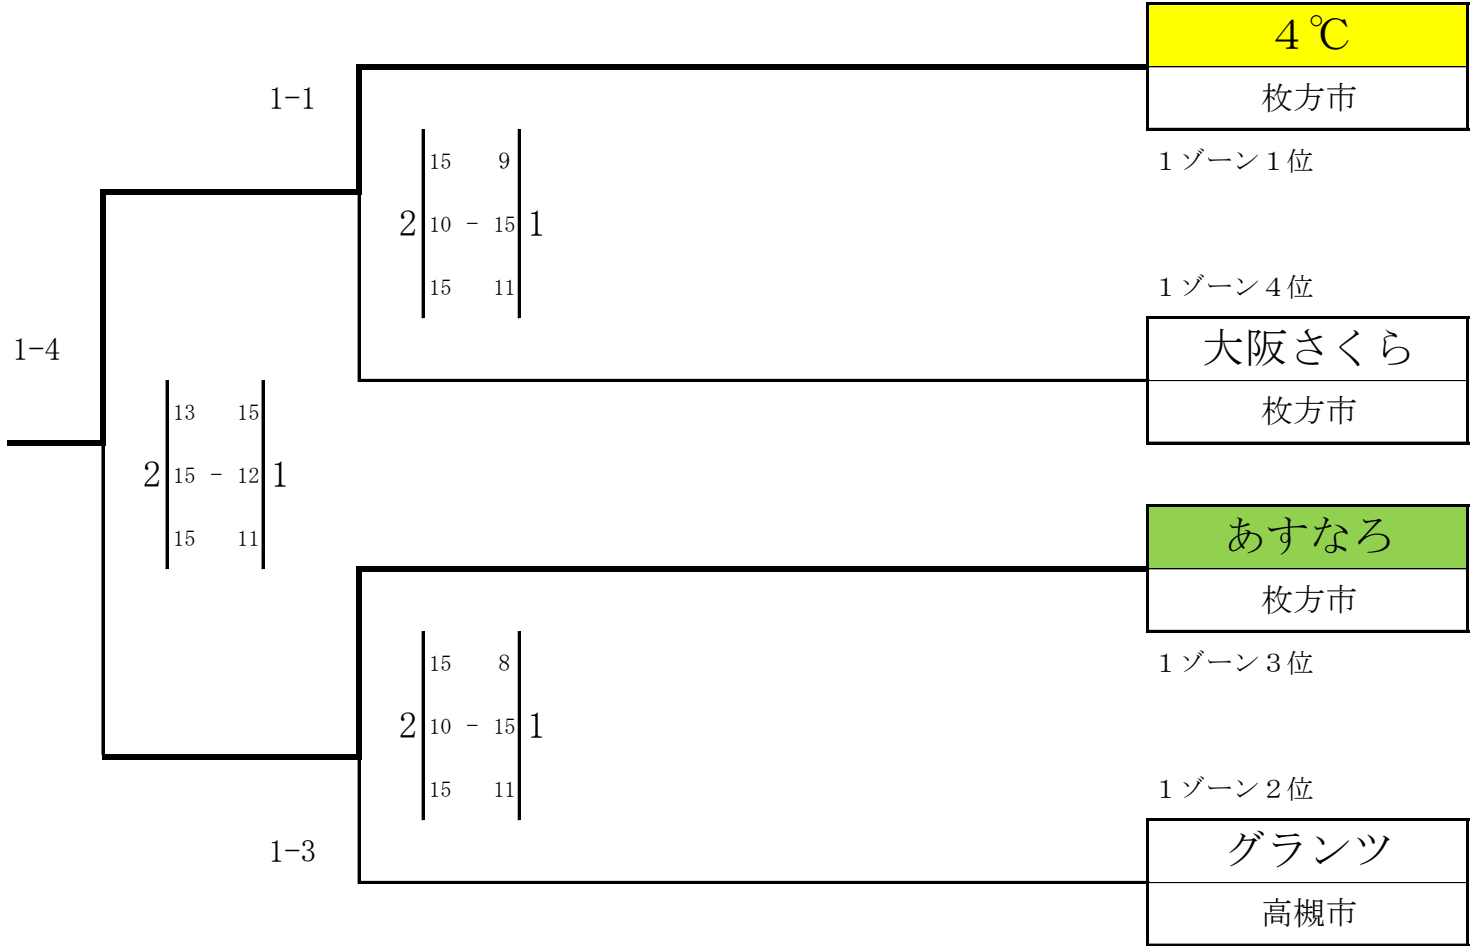 ４℃
枚方市
１ゾーン１位
1-1
15 9
2 10 - 15 1
15 11
１ゾーン４位
大阪さくら
枚方市
1-4
13 15
2 15 - 12 1
15 11
あすなろ
枚方市
１ゾーン３位
15 8
2 10 - 15 1
15 11
１ゾーン２位
1-3
グランツ
高槻市